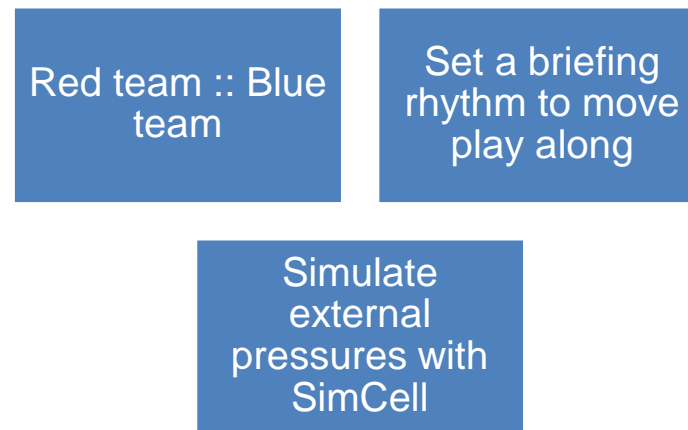 Red team :: Blue
team
Set a briefing
rhythm to move
play along
Simulate
external
pressures with
SimCell